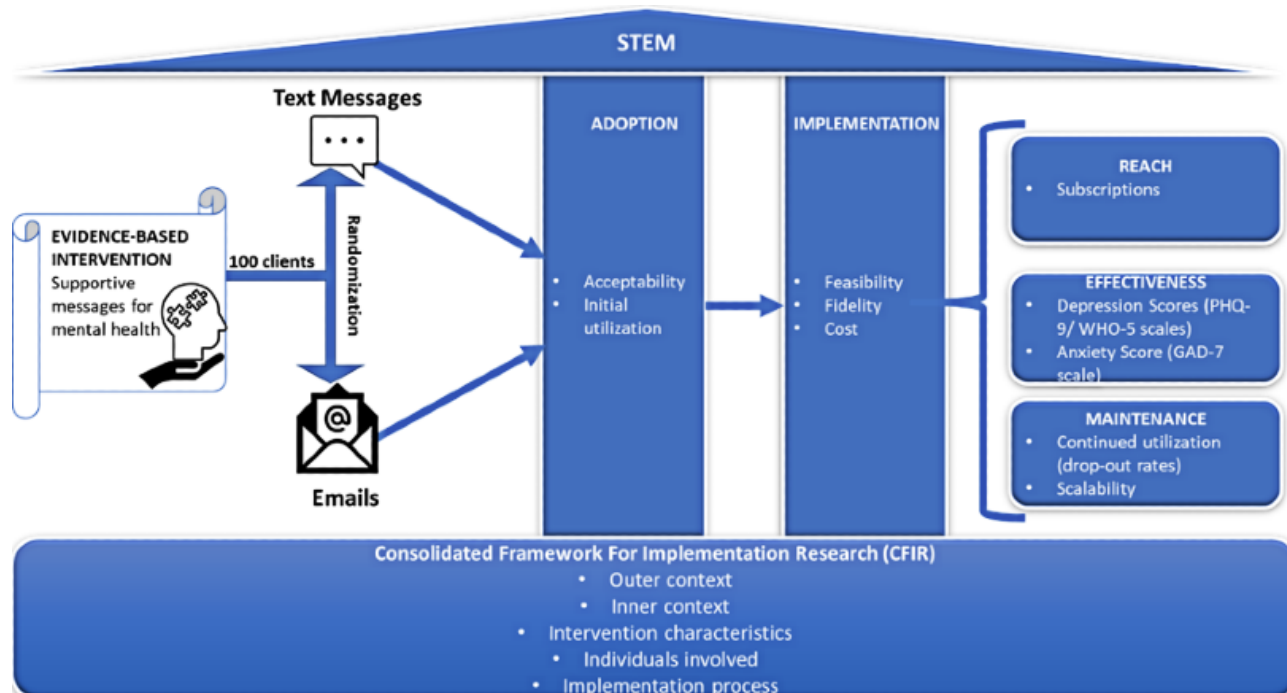 STEM
Text Messages
EVIDENCE-BASED
INTERVENTION
Supportive
messages for
mental health
100 clients
Randomization
@
Emails
ADOPTION
• Acceptability
• Initial
utilization
IMPLEMENTATION
• Feasibility
• Fidelity
• Cost
REACH
• Subscriptions
EFFECTIVENESS
• Depression Scores (PHQ-
9/ WHO-5 scales)
• Anxiety Score (GAD-7
scale)
MAINTENANCE
• Continued utilization
(drop-out rates)
• Scalability
Consolidated Framework For Implementation Research (CFIR)
• Outer context
• Inner context
• Intervention characteristics
• Individuals involved
• Implementation process